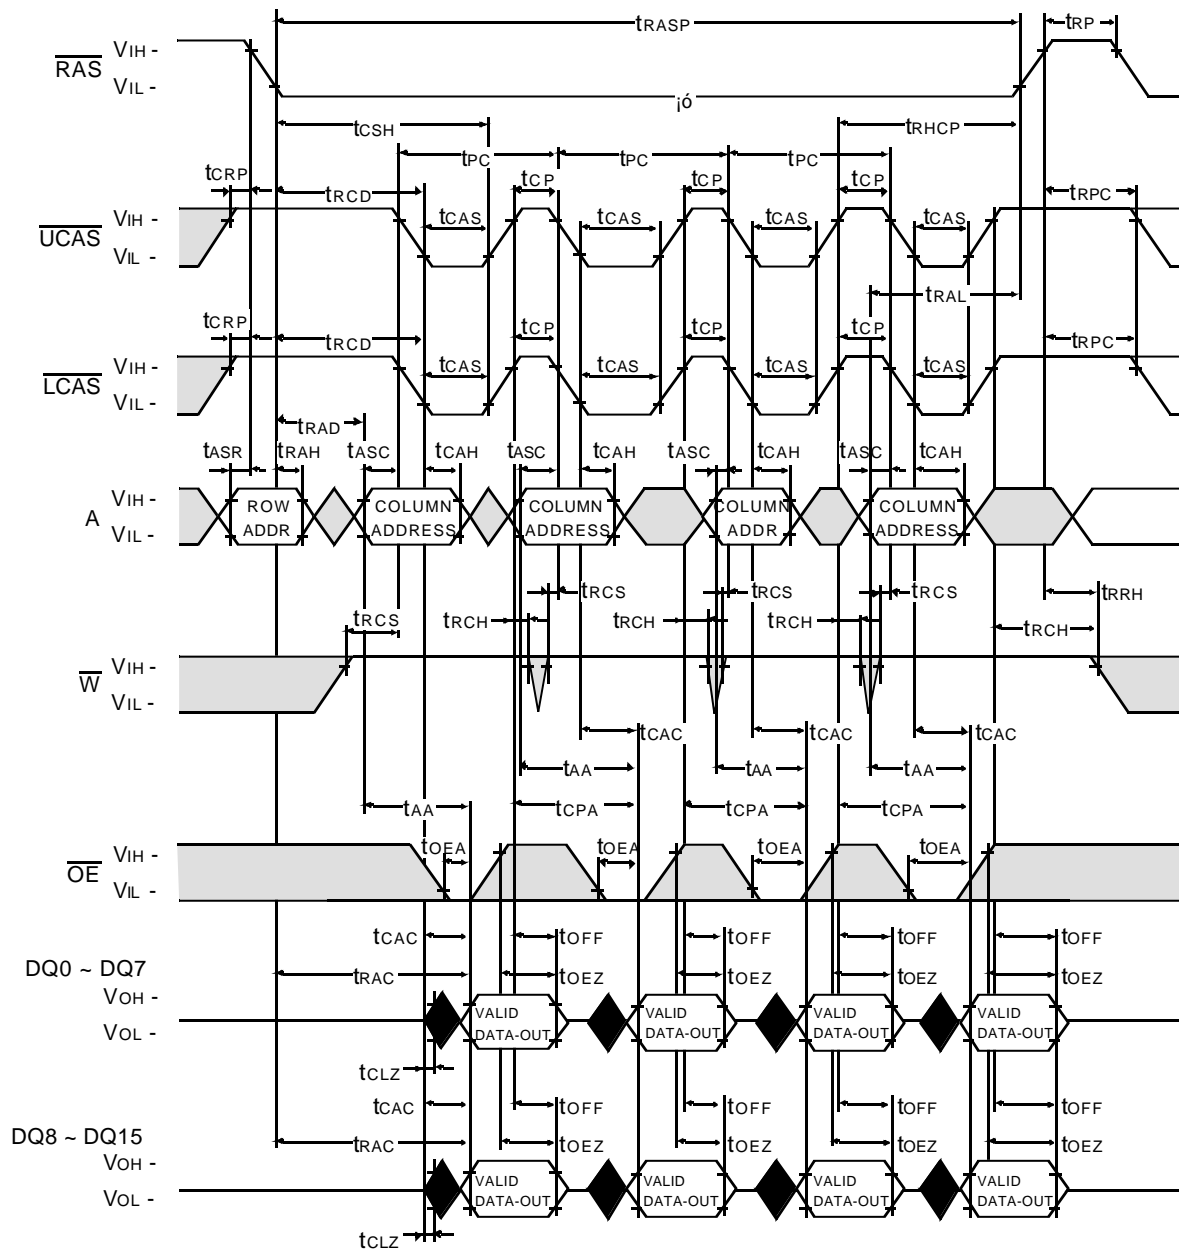 tRASP tRP
RAS VIH -
VIL -
¡ó
tCSH tRHCP
tPC tPC tPC
tCRP tRCD tCP tCP tCP tRPC
UCAS VIH -
tCAS tCAS tCAS tCAS
VIL -
tRAL
tCRP tRCD tCP tCP tCP tRPC
LCAS VIH -
tCAS tCAS tCAS tCAS
VIL -
tRAD
tASR tRAH tASC tCAH tASC tCAH tASC tCAH tASC tCAH
A VIH -
VIL -
ROW COLUMN COLUMN COLUMN COLUMN
ADDR ADDRESS ADDRESS ADDR ADDRESS
tRCS tRCS tRCS tRRH
tRCS tRCH tRCH tRCH tRCH
W VIH -
VIL -
tCAC tCAC tCAC
tAA tAA tAA
tAA tCPA tCPA tCPA
OE VIH -
tOEA tOEA tOEA tOEA
VIL -
tCAC tOFF tOFF tOFF tOFF
DQ0 ~ DQ7
tRAC tOEZ tOEZ tOEZ tOEZ
VOH -
VOL -
VALID VALID VALID VALID
DATA-OUT DATA-OUT DATA-OUT DATA-OUT
tCLZ
tCAC tOFF tOFF tOFF tOFF
DQ8 ~ DQ15
tRAC tOEZ tOEZ tOEZ tOEZ
VOH -
VOL -
VALID VALID VALID VALID
DATA-OUT DATA-OUT DATA-OUT DATA-OUT
tCLZ